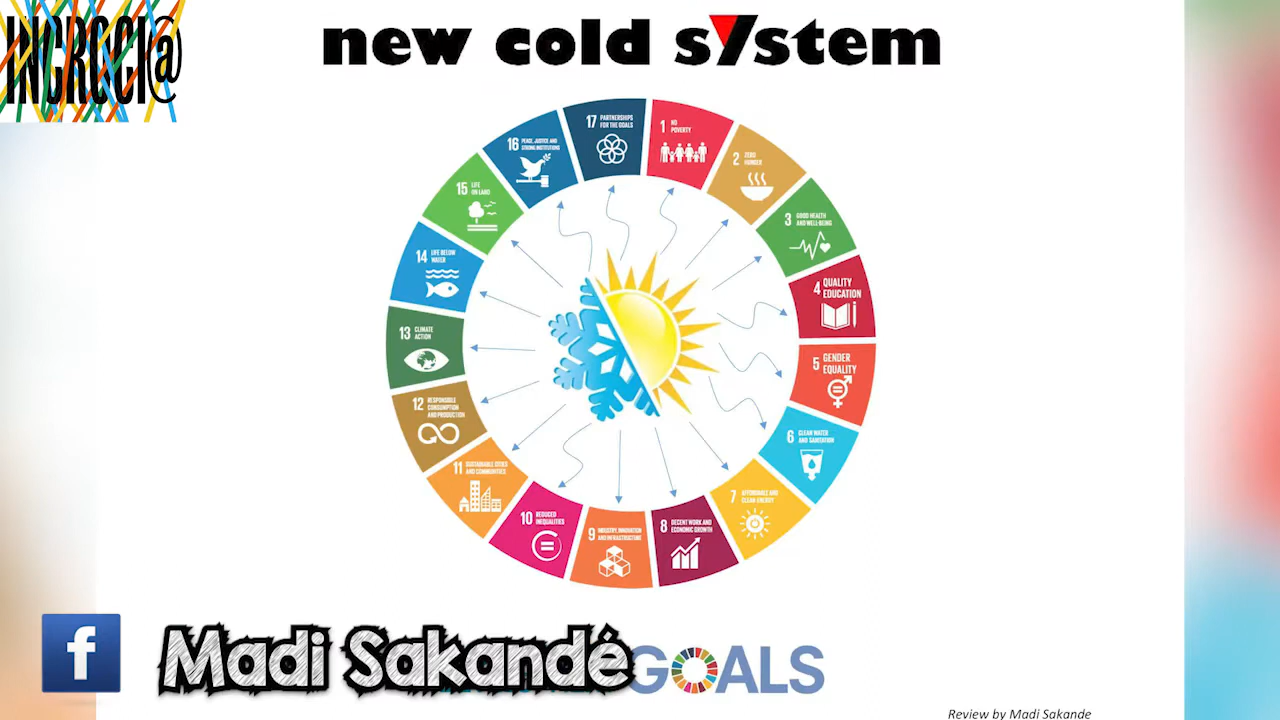 INCROCI@
new cold system
17 PARTNERSHIPS
FOR THE GOALS
1 NO
POVERTY
2 ZERO
HUNGER
3 GOOD HEALTH
AND WELL-BEING
4 QUALITY
EDUCATION
5 GENDER
EQUALITY
6 CLEAN WATER
AND SANITATION
7 AFFORDABLE AND
CLEAN ENERGY
8 DECENT WORK AND
ECONOMIC GROWTH
9 INDUSTRY, INNOVATION
AND INFRASTRUCTURE
10 REDUCED
INEQUALITIES
11 SUSTAINABLE CITIES
AND COMMUNITIES
12 RESPONSIBLE
CONSUMPTION
AND PRODUCTION
13 CLIMATE
ACTION
14 LIFE BELOW
WATER
15 LIFE
ON LAND
16 PEACE, JUSTICE AND
STRONG INSTITUTIONS
f Madi Sakandé
GOALS
Review by Madi Sakande